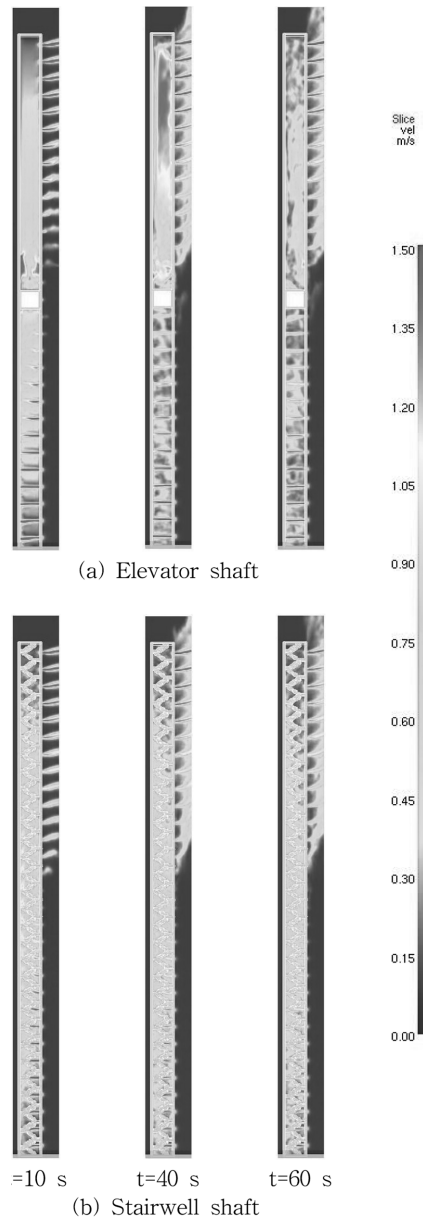 Slice
vel
m/s
1.50
1.35
1.20
1.05
0.90
0.75
0.60
0.45
0.30
0.15
0.00
(a) Elevator shaft
:=10 s
t=40 s
t=60 s
(b) Stairwell shaft